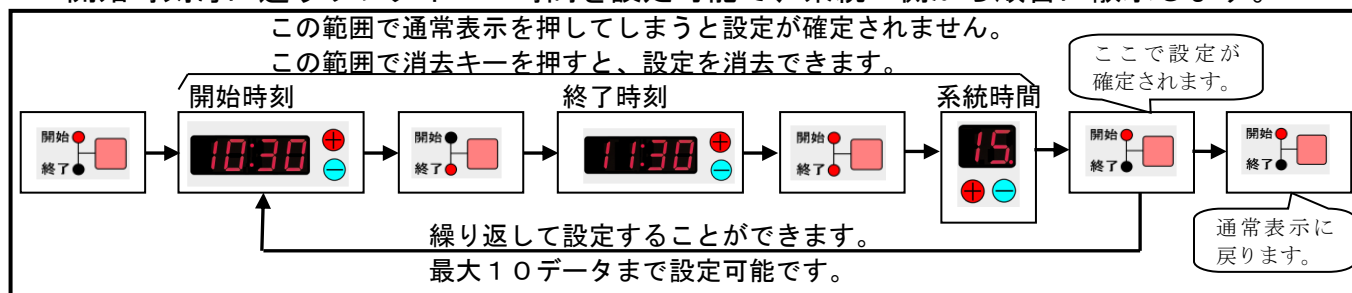 この範囲で通常表示を押してしまうと設定が確定されません。
この範囲で消去キーを押すと、設定を消去できます。
ここで設定が
確定されます。
開始時刻
終了時刻
系統時間
開始
終了
10:30
開始
終了
11:30
開始
終了
15.
開始
終了
開始
終了
繰り返して設定することができます。
最大１０データまで設定可能です。
通常表示に
戻ります。